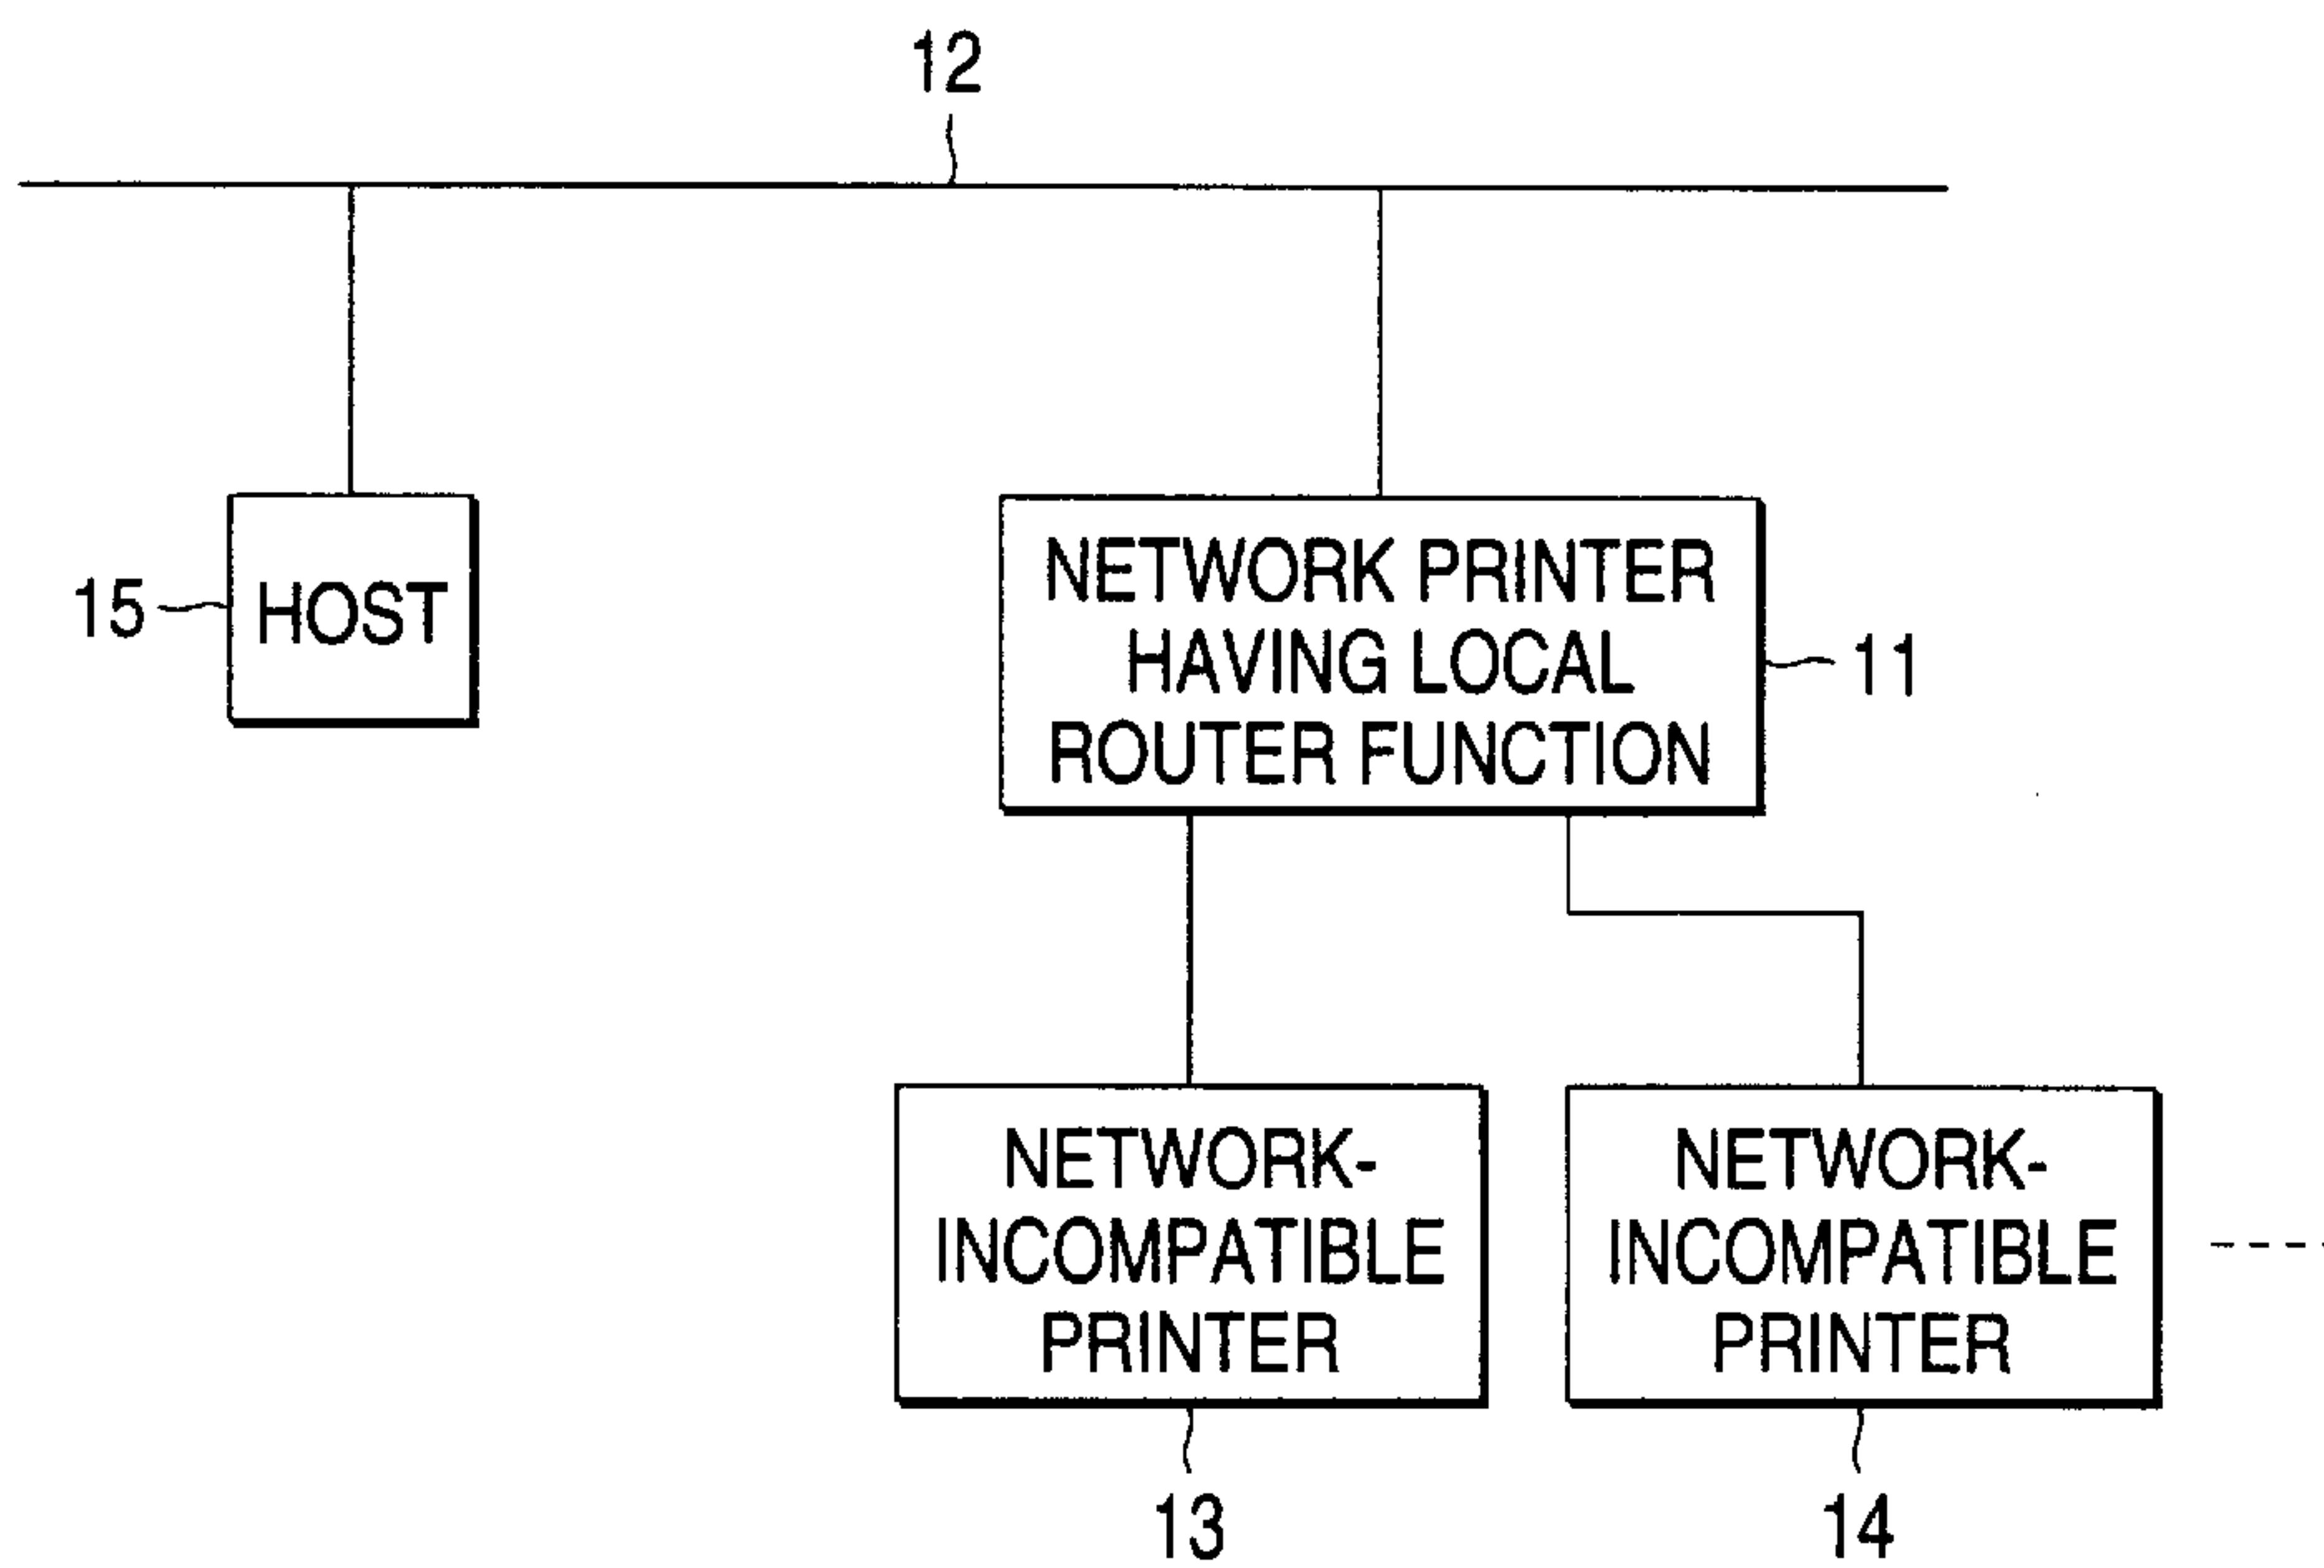 12
15
HOST
NETWORK PRINTER
HAVING LOCAL
ROUTER FUNCTION
11
NETWORK-
INCOMPATIBLE
PRINTER
NETWORK-
INCOMPATIBLE
PRINTER
13
14